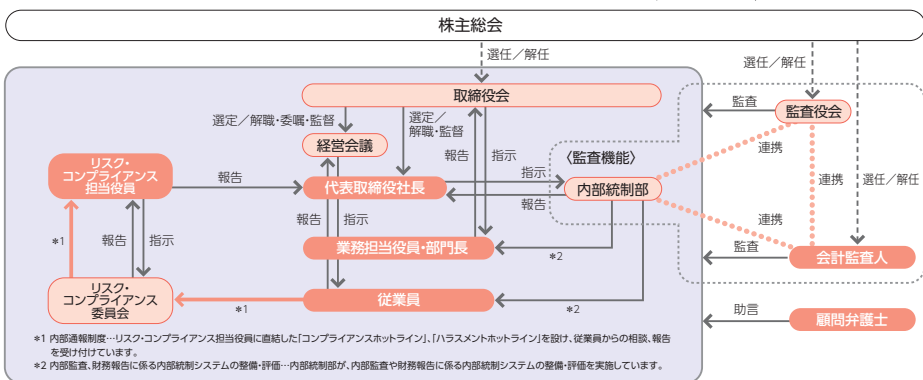 株主総会
選任／解任
選任／解任
取締役会
監査
監査役会
選定／解職・委嘱・監督
選定／
解職・監督
経営会議
報告
指示
〈監査機能〉
連携
リスク・
コンプライアンス
担当役員
報告
代表取締役社長
指示
内部統制部
連携
選任／解任
報告
*1
報告
指示
報告
指示
連携
業務担当役員・部門長
*2
監査
会計監査人
リスク・
コンプライアンス
委員会
*1
従業員
*2
助言
顧問弁護士
*1 内部通報制度…リスク・コンプライアンス担当役員に直結した「コンプライアンスホットライン」、「ハラスメントホットライン」を設け、従業員からの相談、報告
を受け付けています。
*2 内部監査、財務報告に係る内部統制システムの整備・評価…内部統制部が、内部監査や財務報告に係る内部統制システムの整備・評価を実施しています。